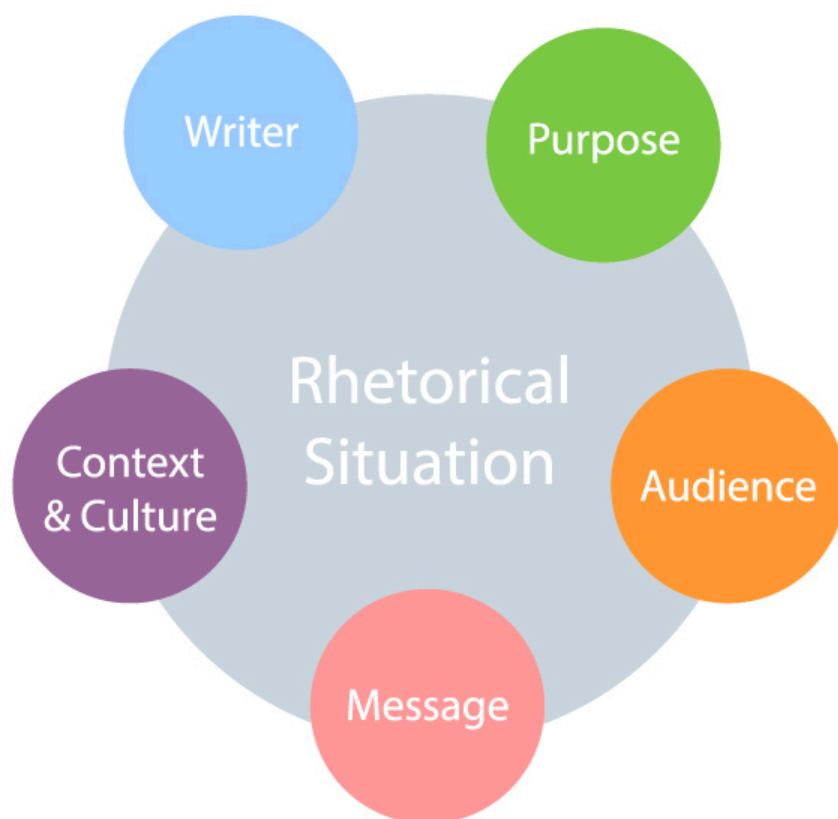 Writer
Purpose
Rhetorical
Situation
Context
& Culture
Audience
Message